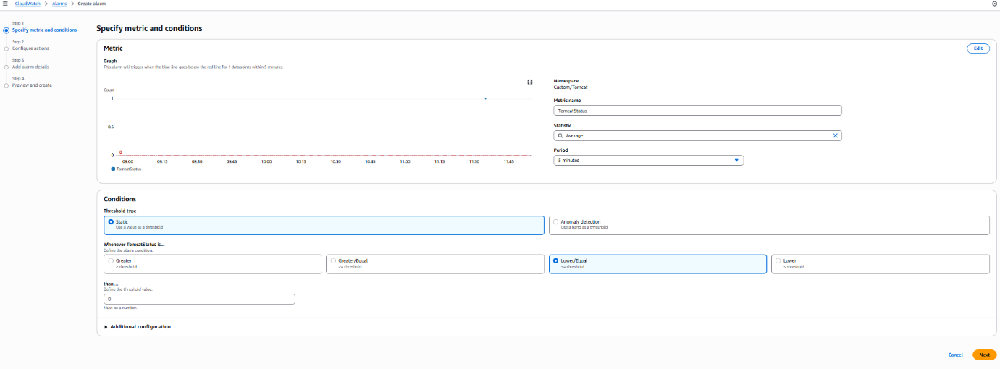 CloudWatch > Alarms > Create alarm
Step 1
Specify metric and conditions
Step 2
Configure actions
Step 3
Add alarm details
Step 4
Preview and create
Specify metric and conditions
Metric
Edit
Graph
This alarm will trigger when the blue line goes below the red line for 1 datapoints within 5 minutes.
Count
1
0.5
0
0
09:00 09:15 09:30 09:45 10:00 10:15 10:30 10:45 11:00 11:15 11:30 11:45
TomcatStatus
Namespace
Custom/Tomcat
Metric name
TomcatStatus
Statistic
Average
Period
5 minutes
Conditions
Threshold type
Static
Use a value as a threshold
Anomaly detection
Use a band as a threshold
Whenever TomcatStatus is...
Define the alarm condition.
Greater
> threshold
Greater/Equal
>= threshold
Lower/Equal
<= threshold
Lower
< threshold
than...
Define the threshold value.
0
Must be a number.
Additional configuration
Cancel
Next